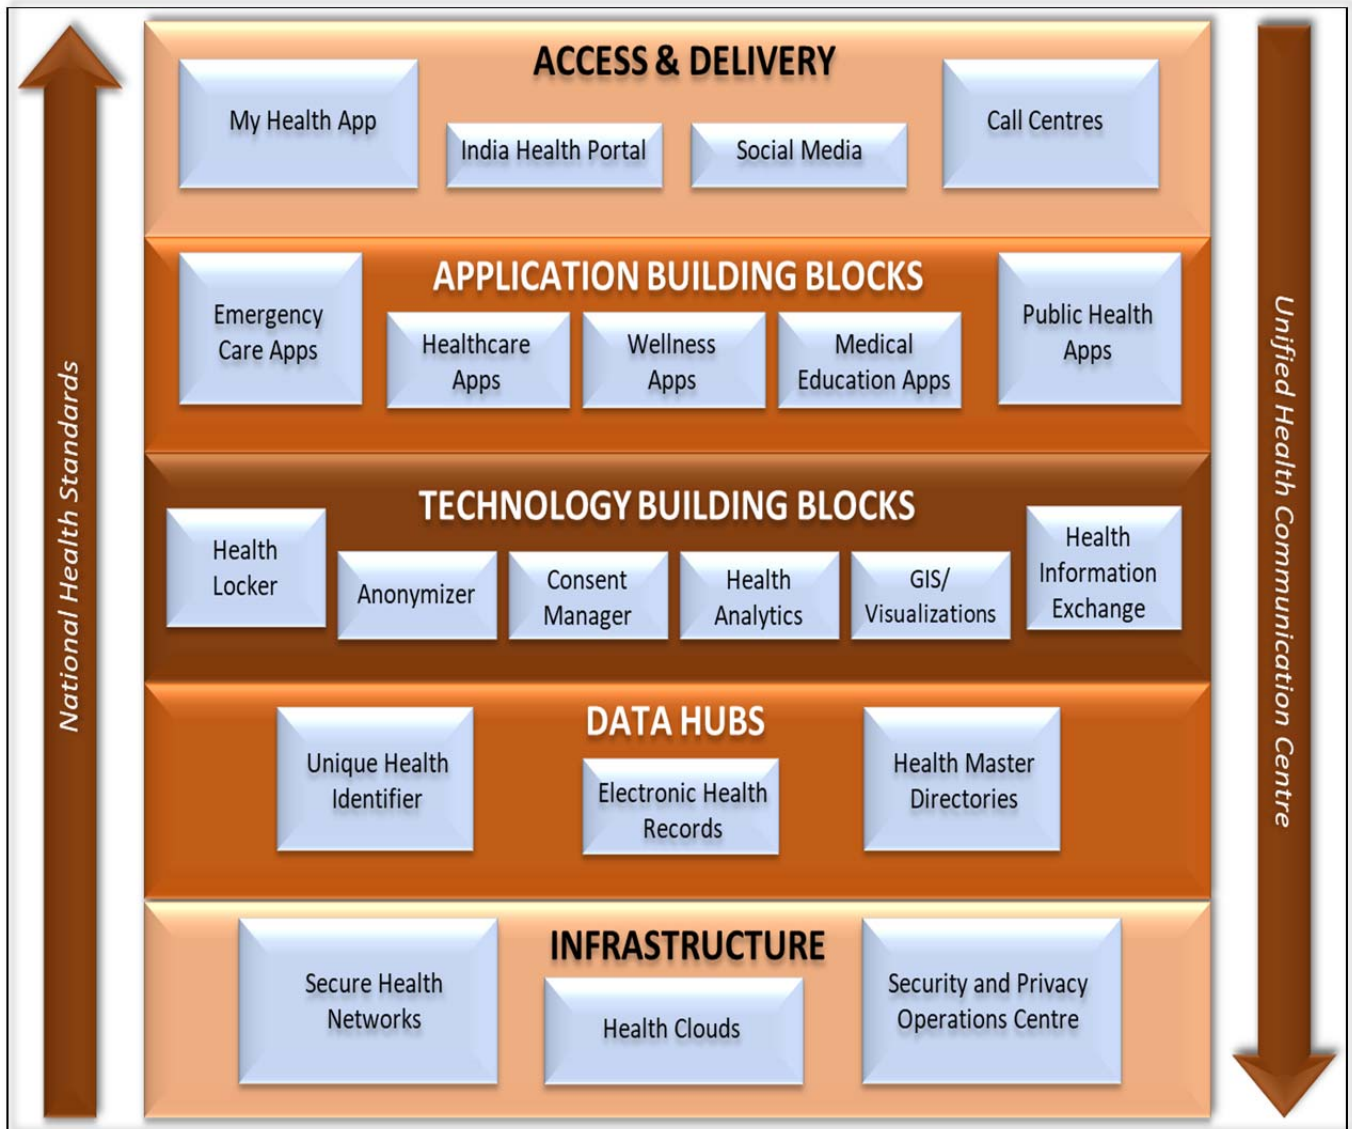 ACCESS & DELIVERY
My Health App
India Health Portal
Social Media
Call Centres
APPLICATION BUILDING BLOCKS
Emergency
Care Apps
Healthcare
Apps
Wellness
Apps
Medical
Education Apps
Public Health
Apps
TECHNOLOGY BUILDING BLOCKS
Health
Locker
Anonymizer
Consent
Manager
Health
Analytics
GIS/
Visualizations
Health
Information
Exchange
DATA HUBS
Unique Health
Identifier
Electronic Health
Records
Health Master
Directories
INFRASTRUCTURE
Secure Health
Networks
Health Clouds
Security and Privacy
Operations Centre
National Health Standards
Unified Health Communication Centre